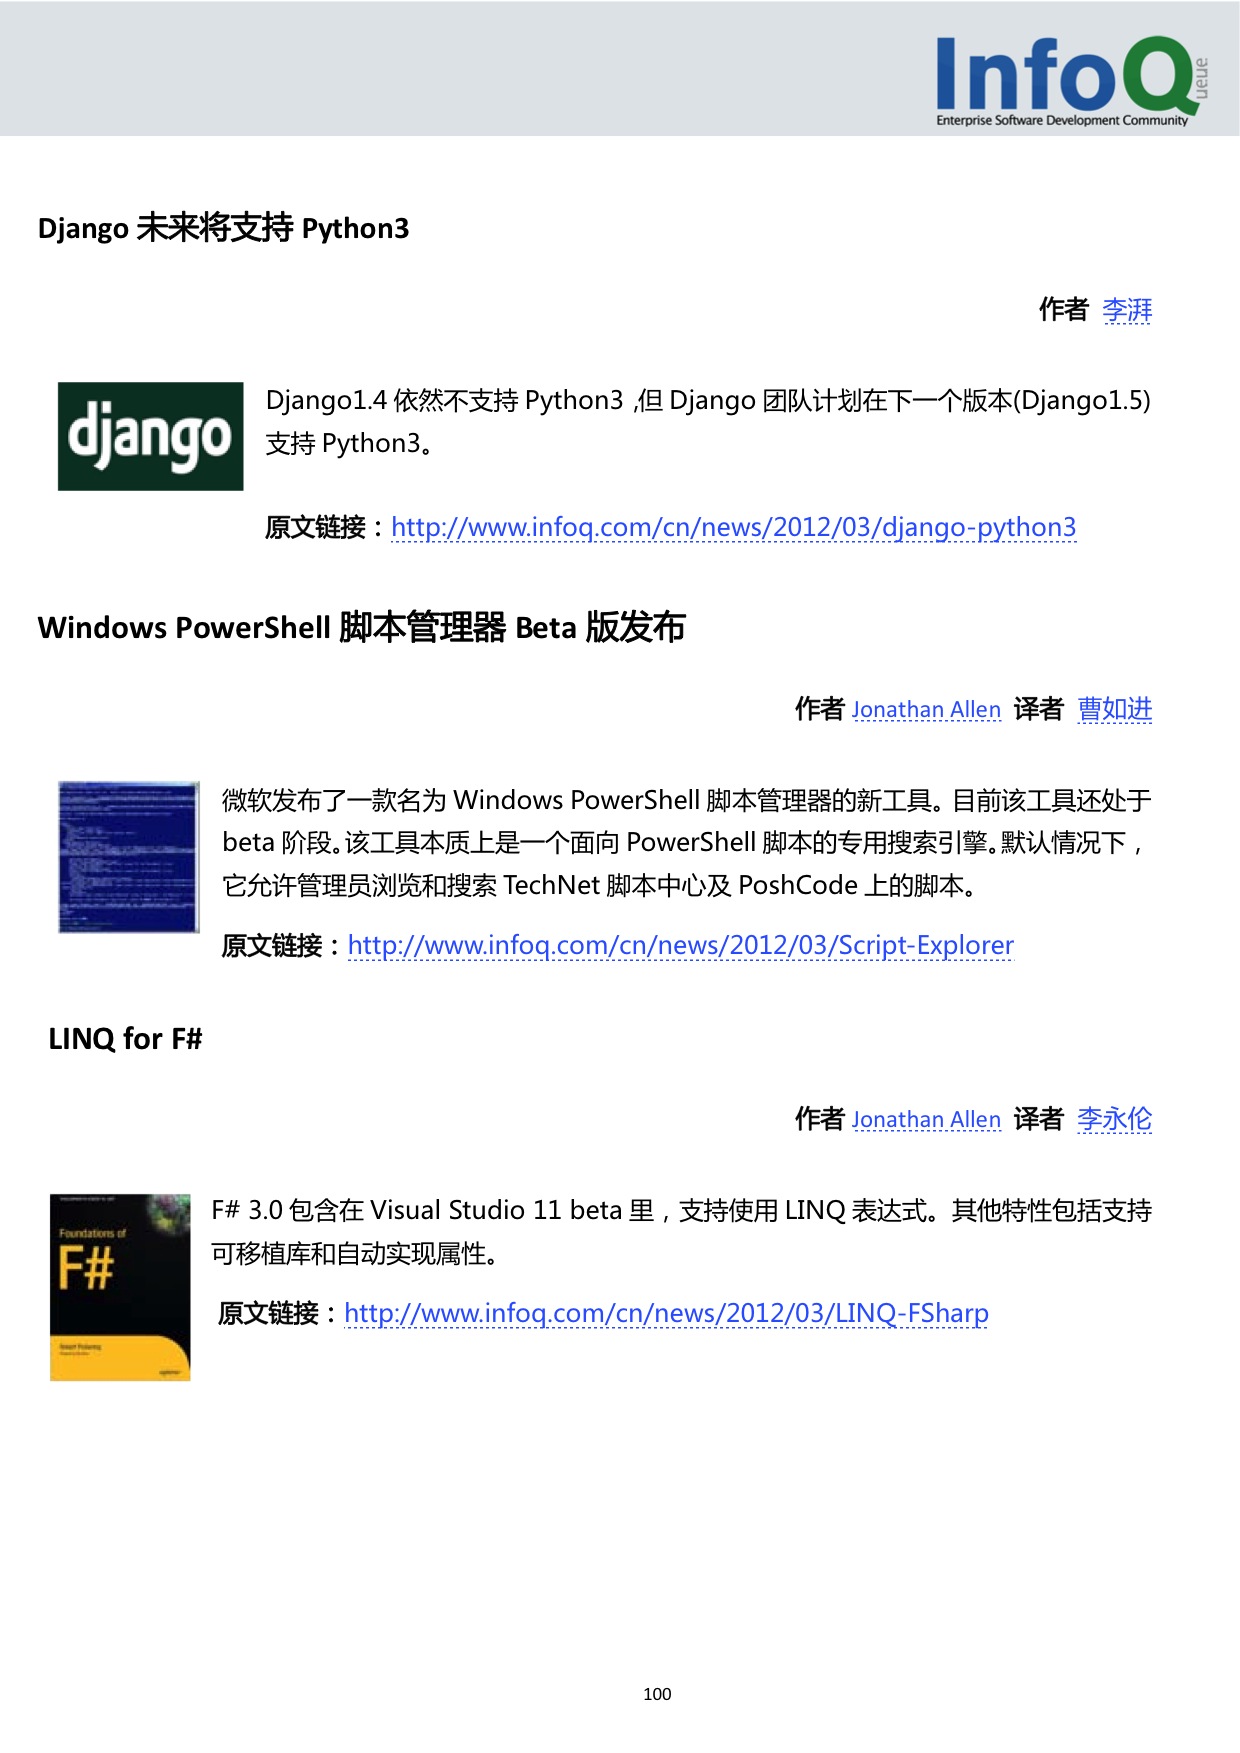 InfoQ
ueue
Enterprise Software Development Community
Django 未来将支持 Python3
作者 李湃
django
Django1.4 依然不支持 Python3，但 Django 团队计划在下一个版本(Django1.5)
支持 Python3。
原文链接：http://www.infoq.com/cn/news/2012/03/django-python3
Windows PowerShell 脚本管理器 Beta 版发布
作者 Jonathan Allen 译者 曹如进
微软发布了一款名为 Windows PowerShell 脚本管理器的新工具。目前该工具还处于
beta 阶段。该工具本质上是一个面向 PowerShell 脚本的专用搜索引擎。默认情况下，
它允许管理员浏览和搜索 TechNet 脚本中心及 PoshCode 上的脚本。
原文链接：http://www.infoq.com/cn/news/2012/03/Script-Explorer
LINQ for F#
作者 Jonathan Allen 译者 李永伦
Foundations of
F#
F# 3.0 包含在 Visual Studio 11 beta 里，支持使用 LINQ 表达式。其他特性包括支持
可移植库和自动实现属性。
原文链接：http://www.infoq.com/cn/news/2012/03/LINQ-FSharp
100